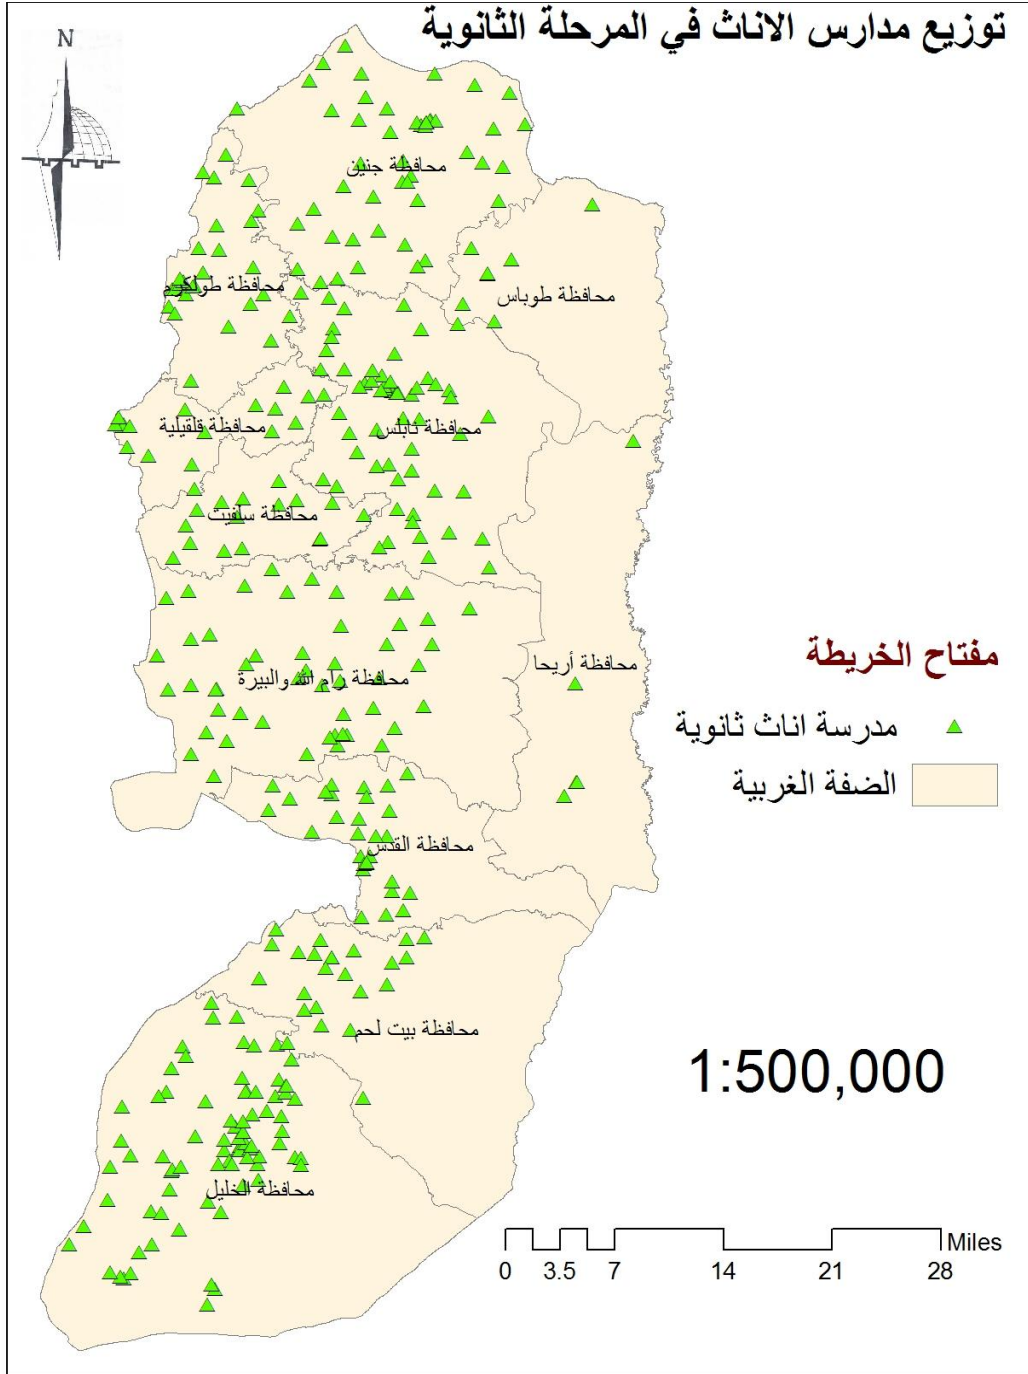 توزيع مدارس الاناث في المرحلة الثانوية
N
محافظة جنين
محافظة طولكرم
محافظة طوباس
محافظة قلقيلية
محافظة نابلس
محافظة سلفيت
محافظة أريحا
محافظة رام الله والبيرة
محافظة القدس
محافظة بيت لحم
محافظة الخليل
مفتاح الخريطة
مدرسة اناث ثانوية
الضفة الغربية
1:500,000
Miles
0 3.5 7 14 21 28